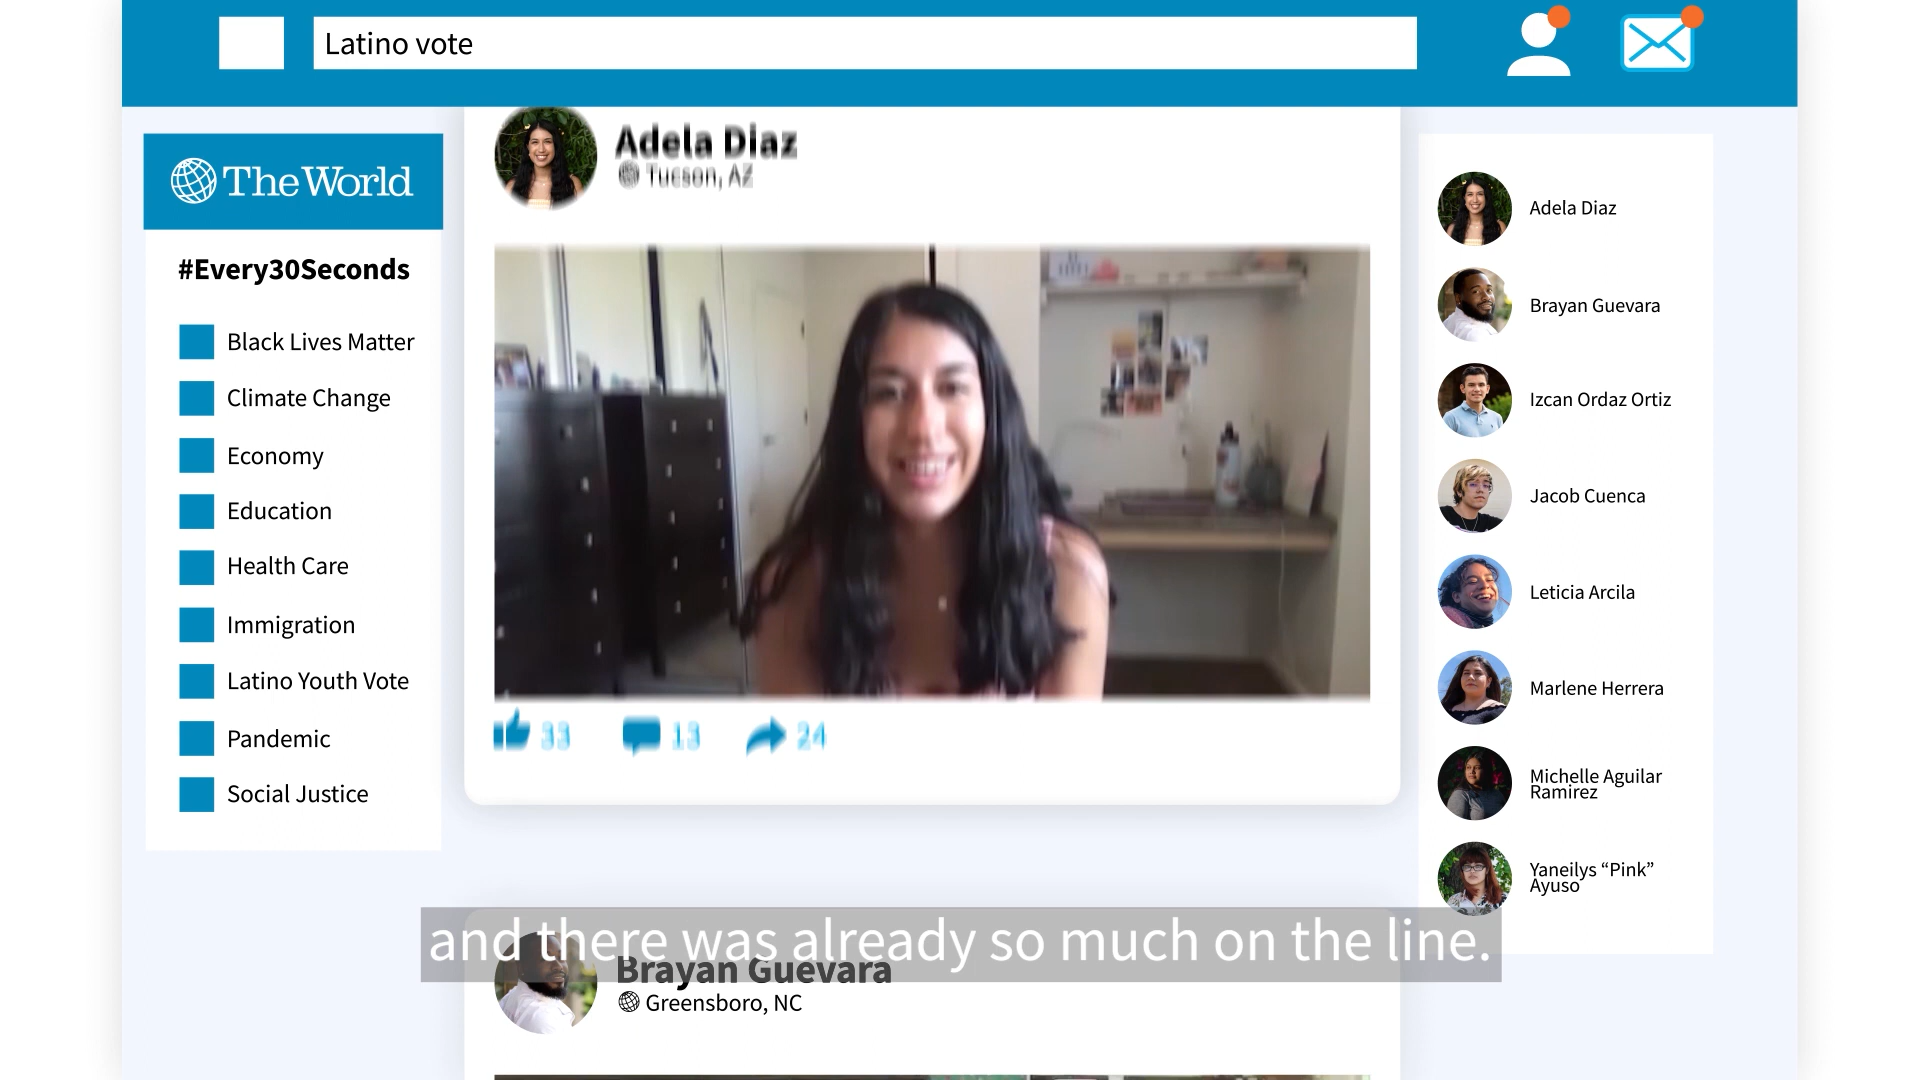 Latino vote
The World
#Every30Seconds
Black Lives Matter
Climate Change
Economy
Education
Health Care
Immigration
Latino Youth Vote
Pandemic
Social Justice
Adela Diaz
Tucson, AZ
33 13 24
Brayan Guevara
Greensboro, NC
Adela Diaz
Brayan Guevara
Izcan Ordaz Ortiz
Jacob Cuenca
Leticia Arcila
Marlene Herrera
Michelle Aguilar
Ramirez
Yaneilys “Pink”
Ayuso
and there was already so much on the line.